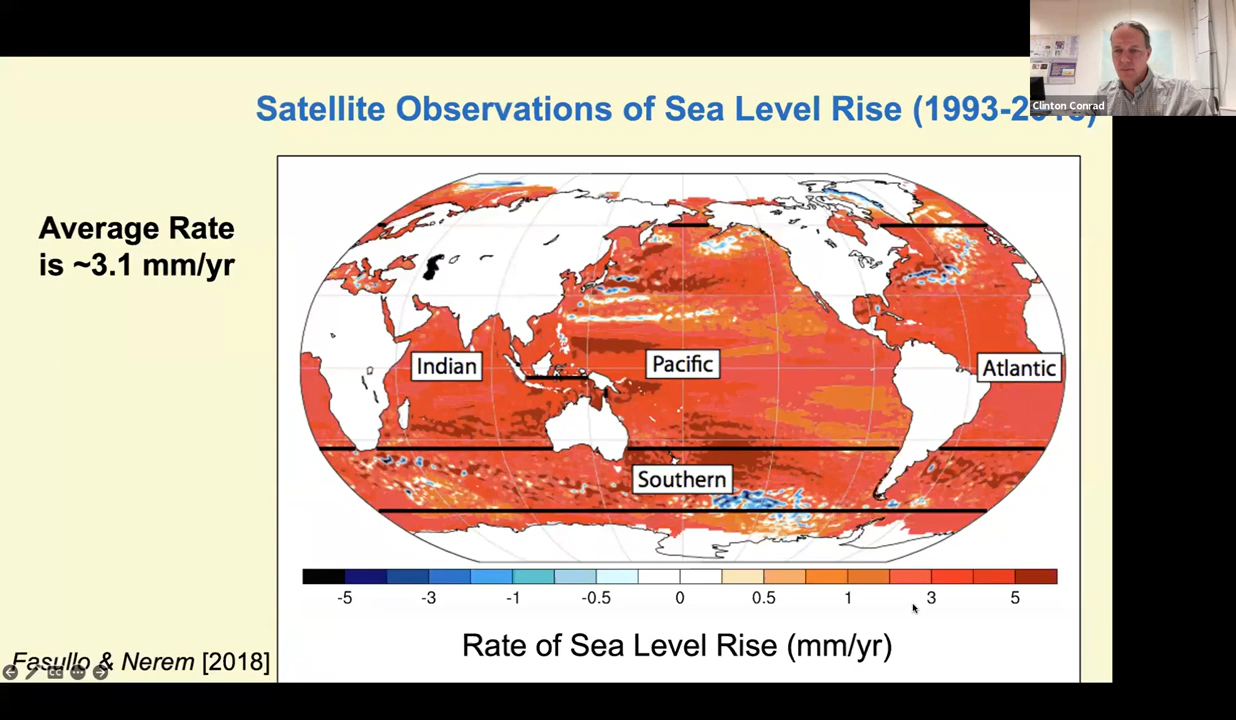 Clinton Conrad
Satellite Observations of Sea Level Rise (1993-
Average Rate
is ~3.1 mm/yr
Indian
Pacific
Atlantic
Southern
-5 -3 -1 -0.5 0 0.5 1 3 5
Rate of Sea Level Rise (mm/yr)
Fasullo & Nerem [2018]